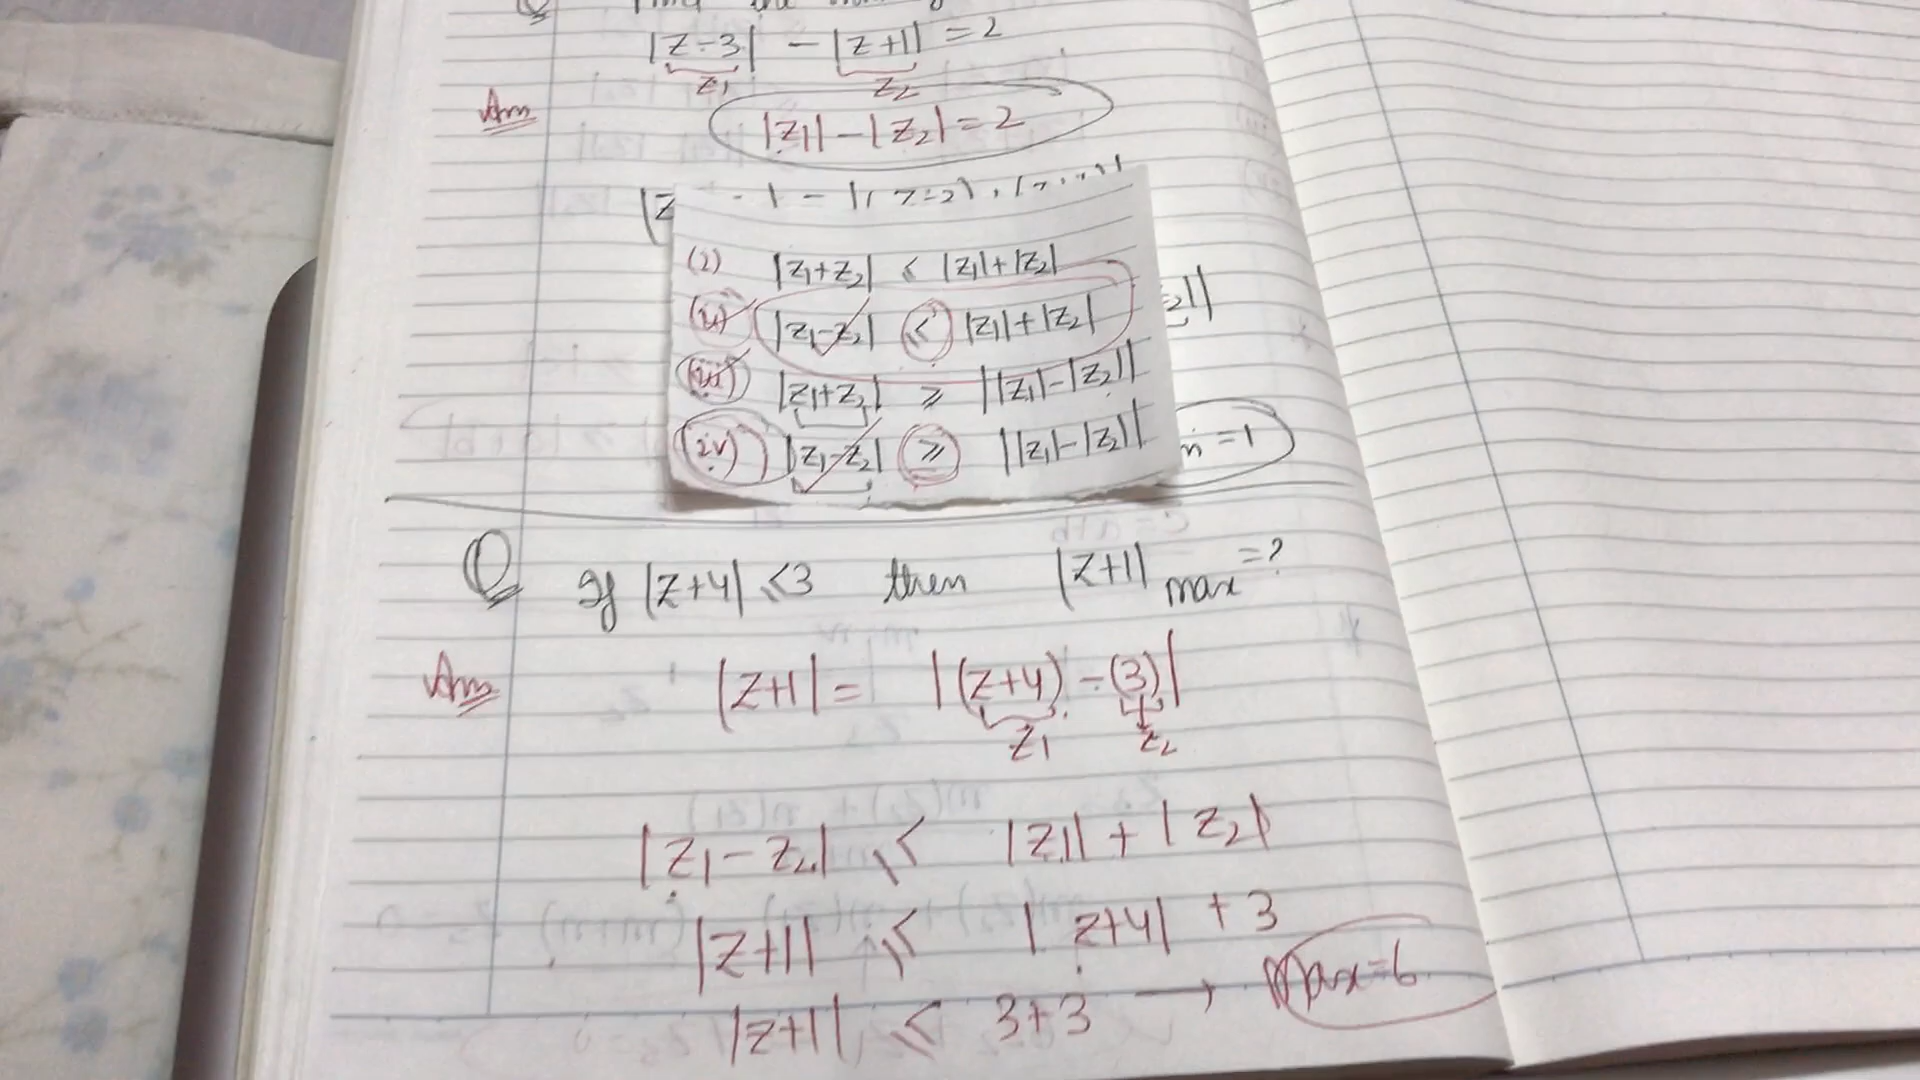 |z-3| - |z+1| = 2
z₁ z₂
Ans |z₁| - |z₂| = 2
(i) |z₁+z₂| ≤ |z₁|+|z₂|
(ii) |z₁-z₂| ≤ |z₁|+|z₂|
(iii) |z₁+z₂| ≥ ||z₁|-|z₂||
(iv) |z₁-z₂| ≥ ||z₁|-|z₂||
= 1
Q If |z+4| ≤ 3 then |z+1| max = ?
Ans |z+1| = |(z+4) - (3)|
z₁ z₂
|z₁-z₂| ≤ |z₁| + |z₂|
|z+1| ≤ |z+4| + 3
|z+1| ≤ 3+3 → Max = 6